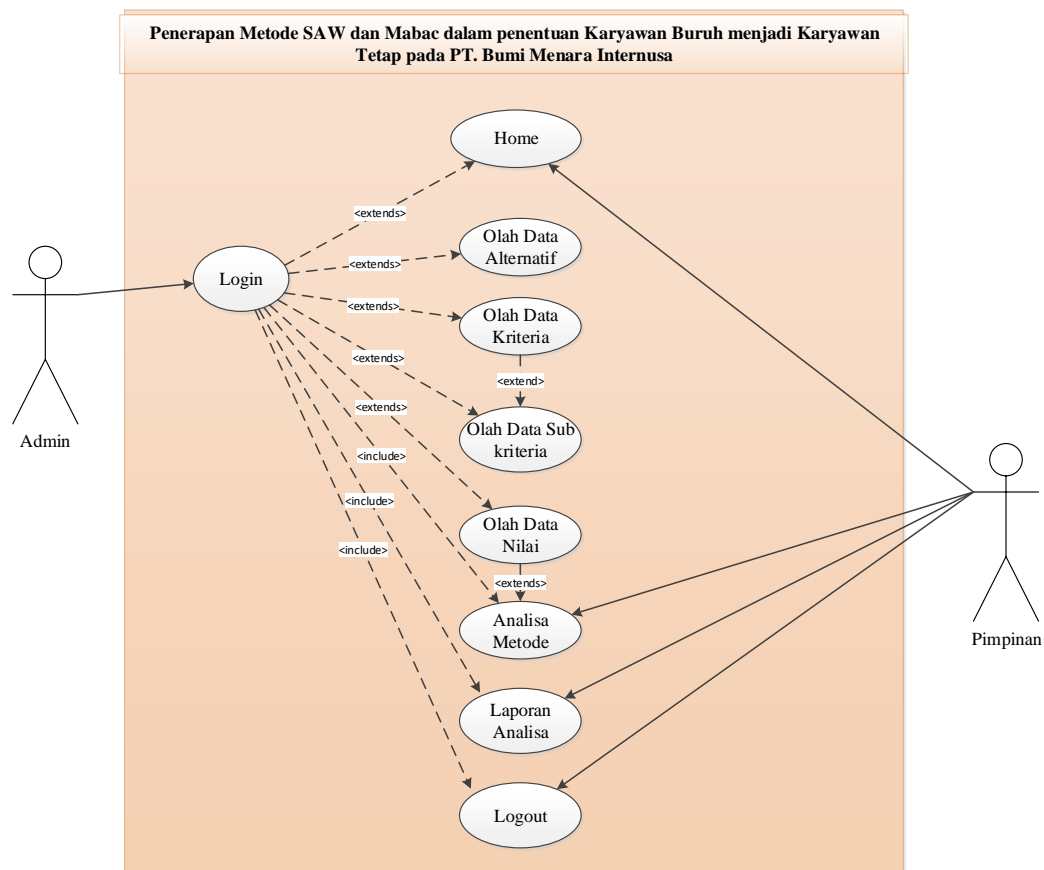 Penerapan Metode SAW dan Mabac dalam penentuan Karyawan Buruh menjadi Karyawan
Tetap pada PT. Bumi Menara Internusa
Home
<extends>
Olah Data
Alternatif
<extends>
Login
<extends>
Olah Data
Kriteria
<extends>
<extend>
<extends>
Olah Data Sub
kriteria
Admin
<include>
<include>
Olah Data
Nilai
<include>
<extends>
Analisa
Metode
Pimpinan
Laporan
Analisa
Logout